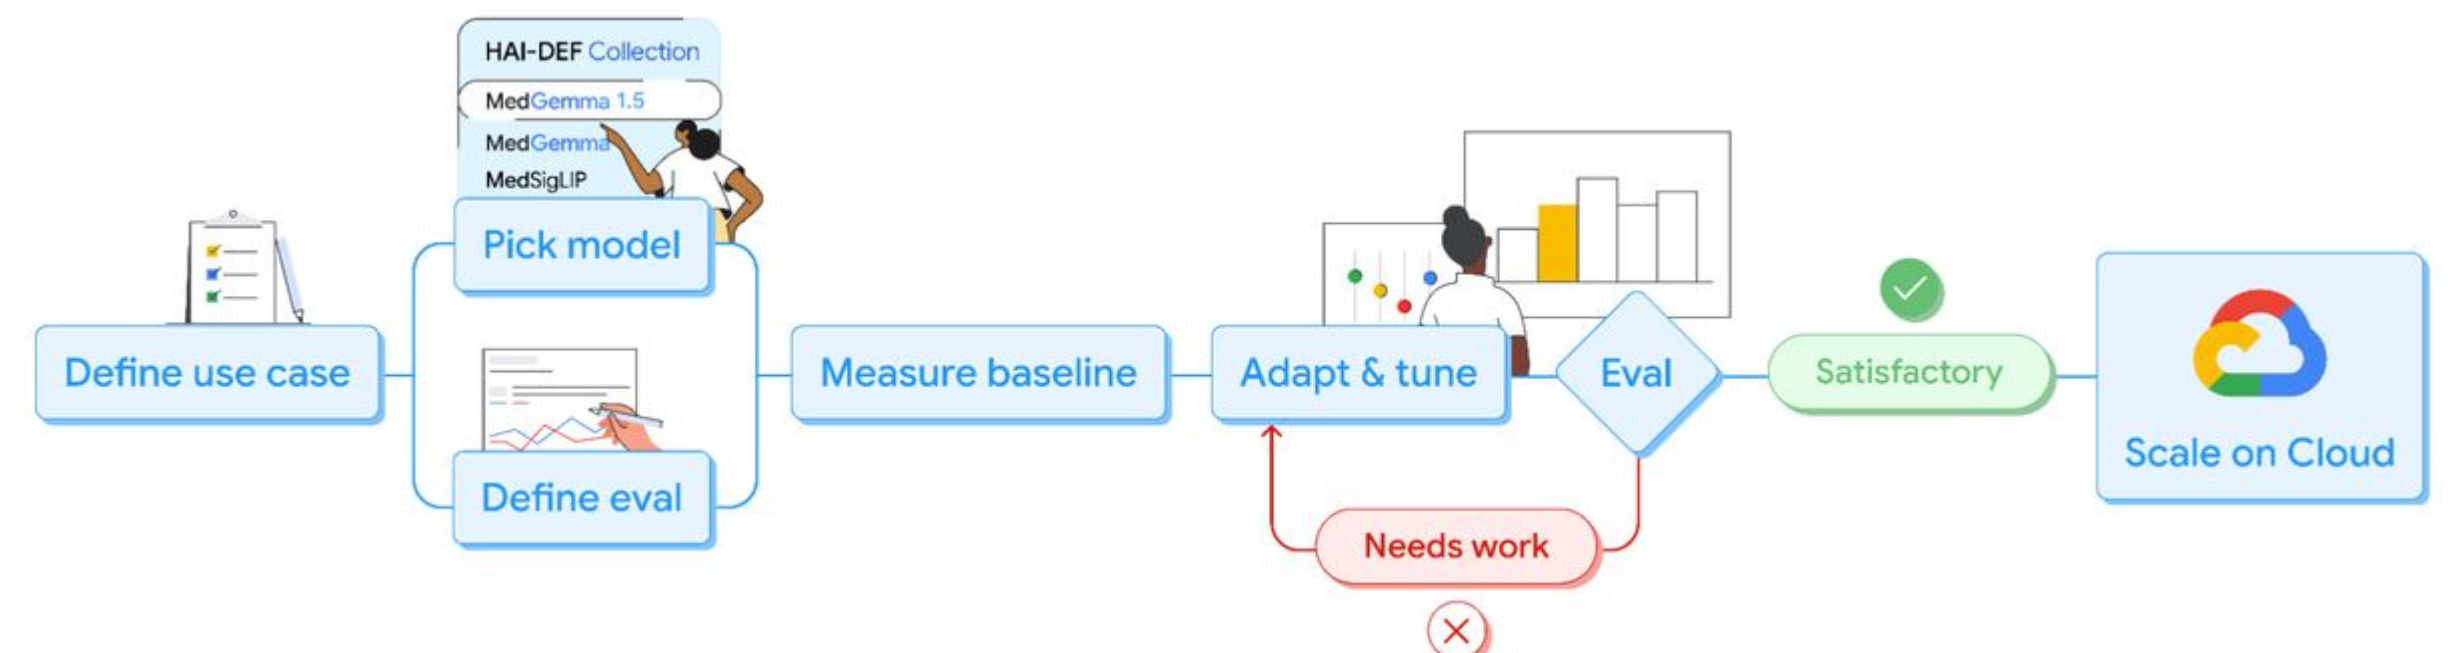 HAI-DEF Collection
MedGemma 1.5
MedGemma
MedSigLIP
Pick model
Define use case
Define eval
Measure baseline
Adapt & tune
Eval
Needs work
Satisfactory
Scale on Cloud